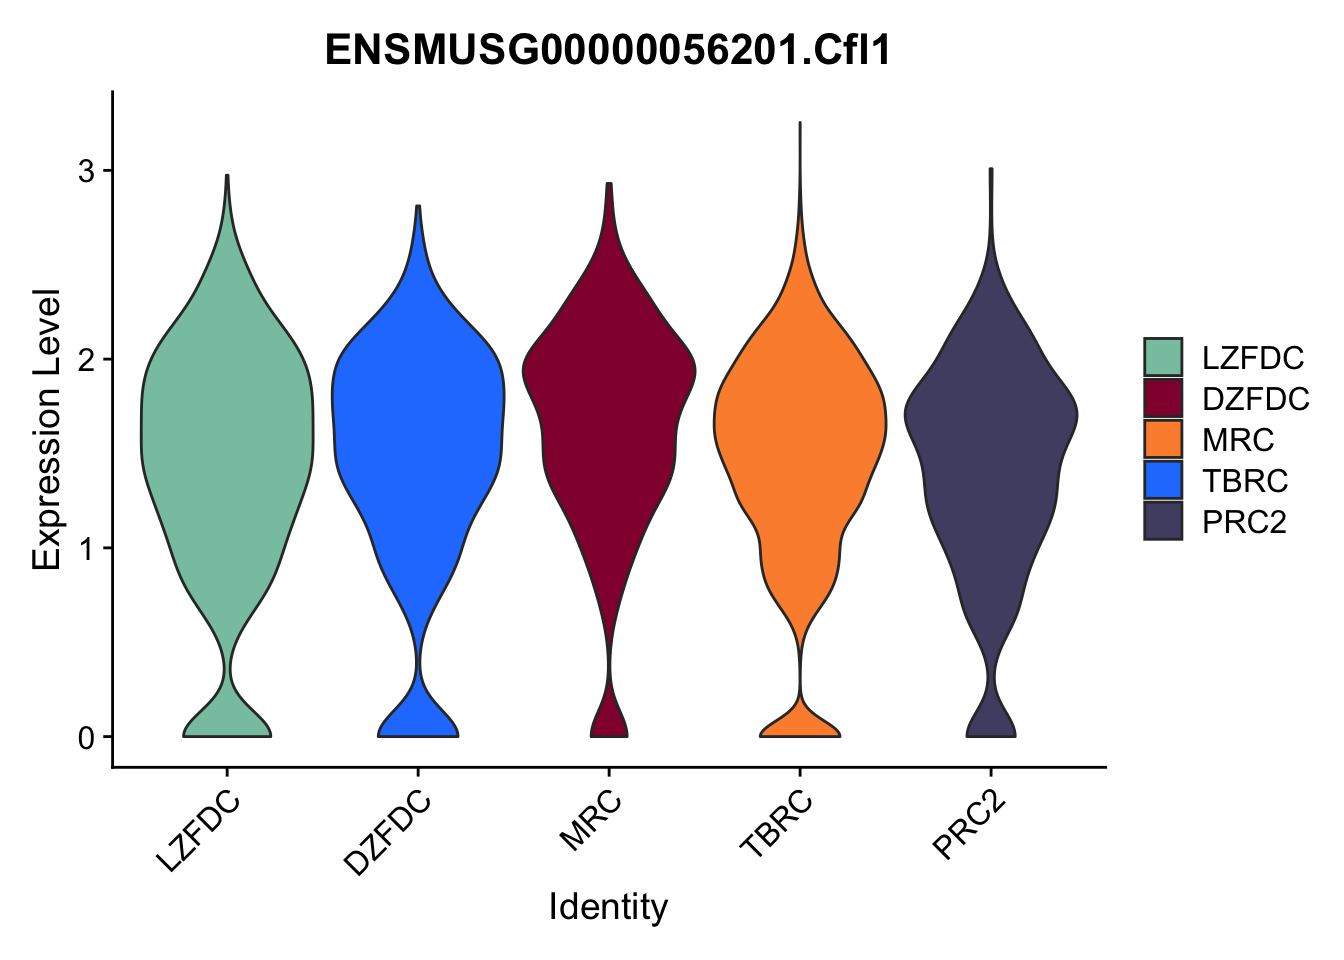 ENSMUSG00000056201.Cfl1
Expression Level
3
2
1
0
LZFDC
DZFDC
MRC
TBRC
PRC2
Identity
LZFDC
DZFDC
MRC
TBRC
PRC2